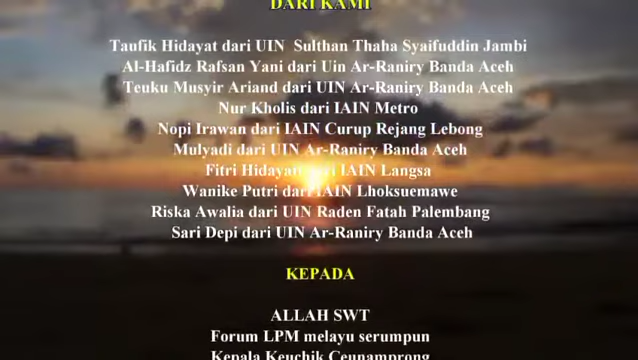 DARI KAMI
Taufik Hidayat dari UIN Sulthan Thaha Syaifuddin Jambi
Al-Hafidz Rafsan Yani dari Uin Ar-Raniry Banda Aceh
Teuku Musyir Ariand dari UIN Ar-Raniry Banda Aceh
Nur Kholis dari IAIN Metro
Nopi Irawan dari IAIN Curup Rejang Lebong
Mulyadi dari UIN Ar-Raniry Banda Aceh
Fitri Hidayati dari IAIN Langsa
Wanike Putri dari IAIN Lhoksuemawe
Riska Awalia dari UIN Raden Fatah Palembang
Sari Depi dari UIN Ar-Raniry Banda Aceh
KEPADA
ALLAH SWT
Forum LPM melayu serumpun
Kepala Keuchik Ceunamprong